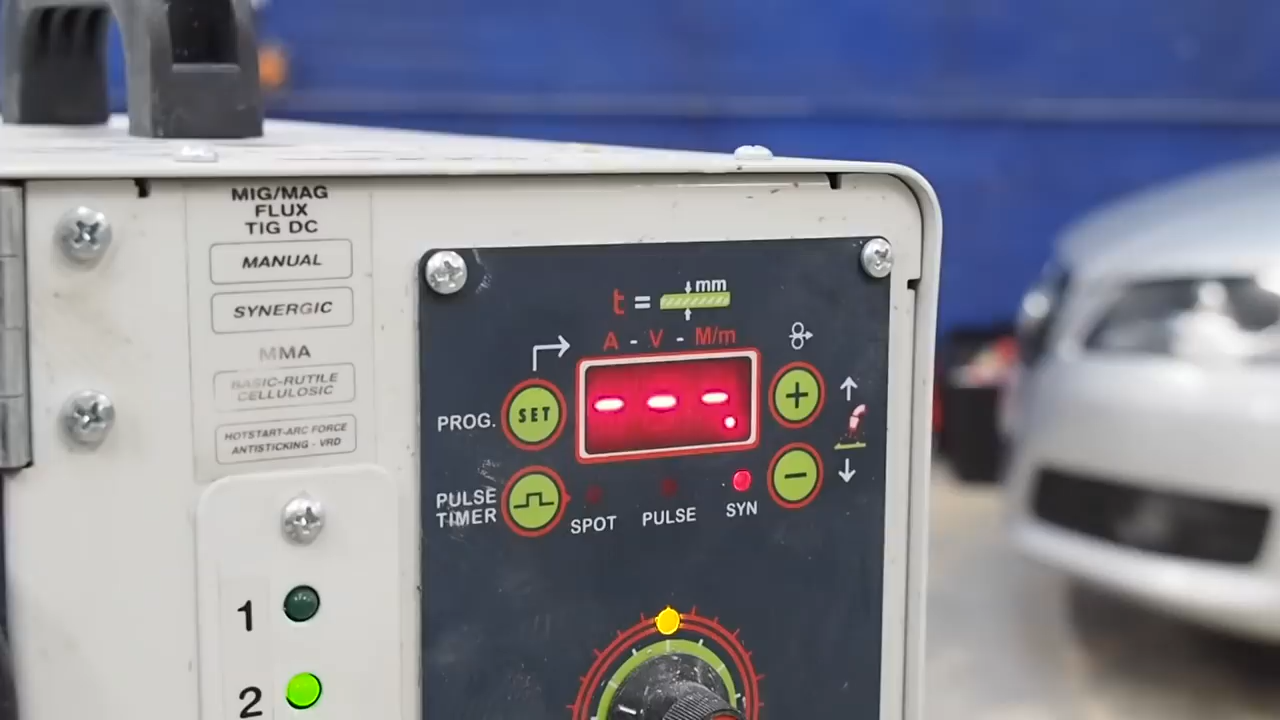 MIG/MAG
FLUX
TIG DC
MANUAL
SYNERGIC
MMA
BASIC-RUTILE
CELLULOSIC
HOTSTART-ARC FORCE
ANTISTICKING - VRD
1
2
t = mm
A - V - M/m
PROG.
SET
- - - .
+
-
PULSE
TIMER
SPOT
PULSE
SYN